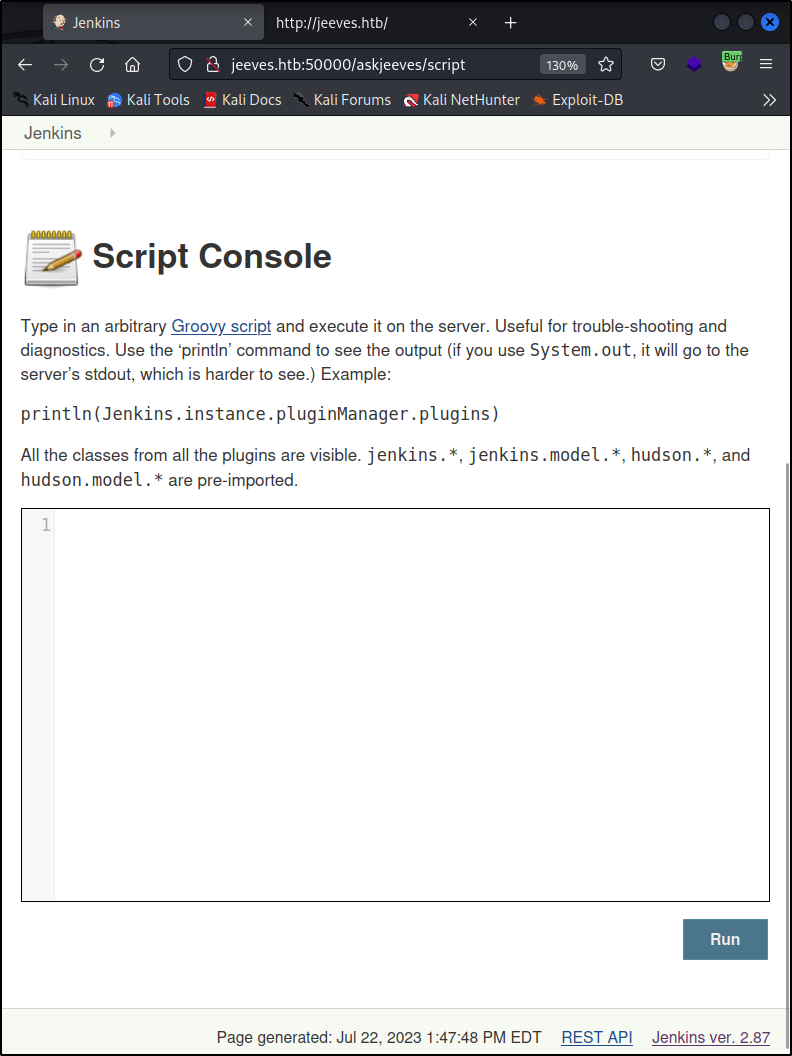 Jenkins
http://jeeves.htb/
jeeves.htb:50000/askjeeves/script
130%
Burp
Kali Linux
Kali Tools
Kali Docs
Kali Forums
Kali NetHunter
Exploit-DB
Jenkins
Script Console
Type in an arbitrary Groovy script and execute it on the server. Useful for trouble-shooting and
diagnostics. Use the ‘println’ command to see the output (if you use System.out, it will go to the
server’s stdout, which is harder to see.) Example:
println(Jenkins.instance.pluginManager.plugins)
All the classes from all the plugins are visible. jenkins.*, jenkins.model.*, hudson.*, and
hudson.model.* are pre-imported.
1
Run
Page generated: Jul 22, 2023 1:47:48 PM EDT REST API Jenkins ver. 2.87